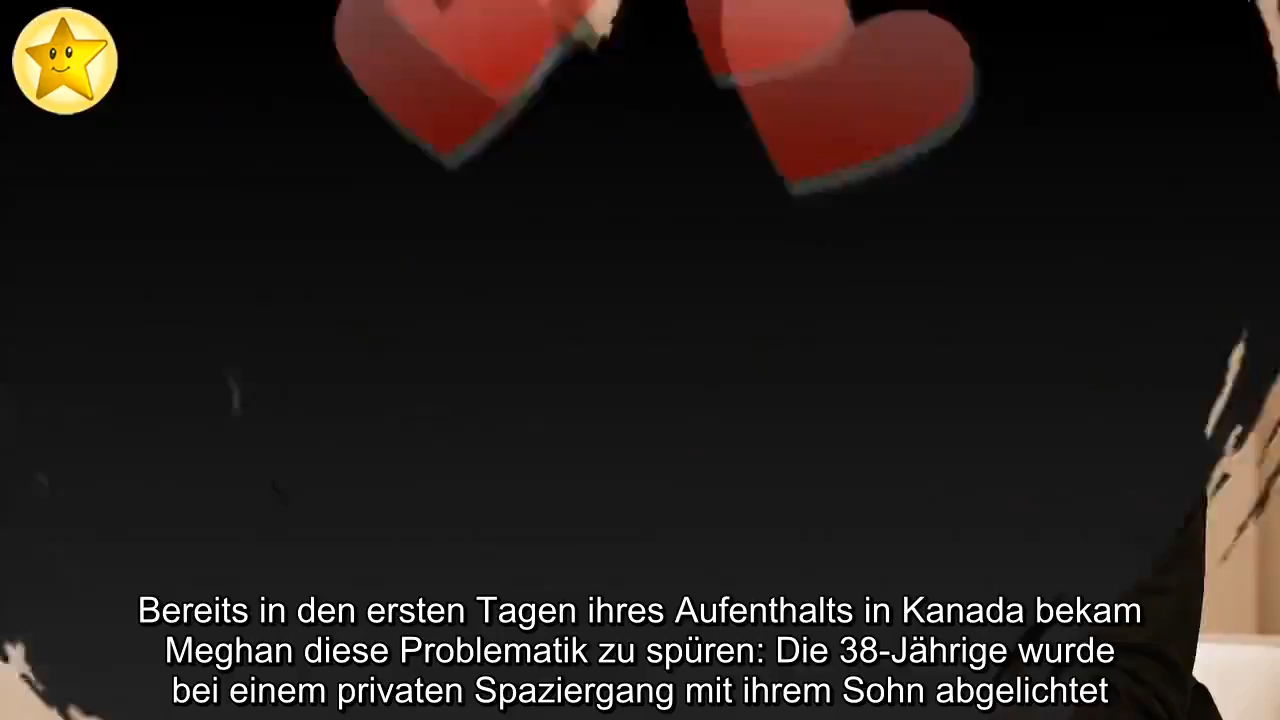 Bereits in den ersten Tagen ihres Aufenthalts in Kanada bekam
Meghan diese Problematik zu spüren: Die 38-Jährige wurde
bei einem privaten Spaziergang mit ihrem Sohn abgelichtet